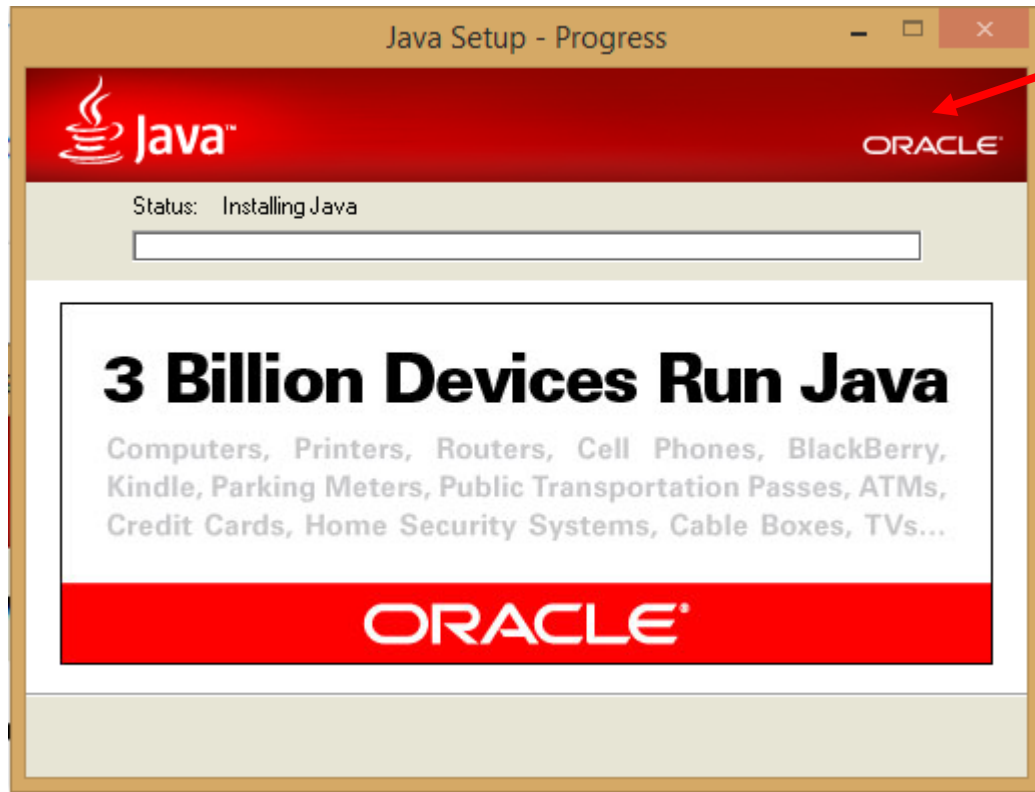 Java Setup - Progress
Java™
ORACLE®
Status: Installing Java
3 Billion Devices Run Java
Computers, Printers, Routers, Cell Phones, BlackBerry,
Kindle, Parking Meters, Public Transportation Passes, ATMs,
Credit Cards, Home Security Systems, Cable Boxes, TVs...
ORACLE®